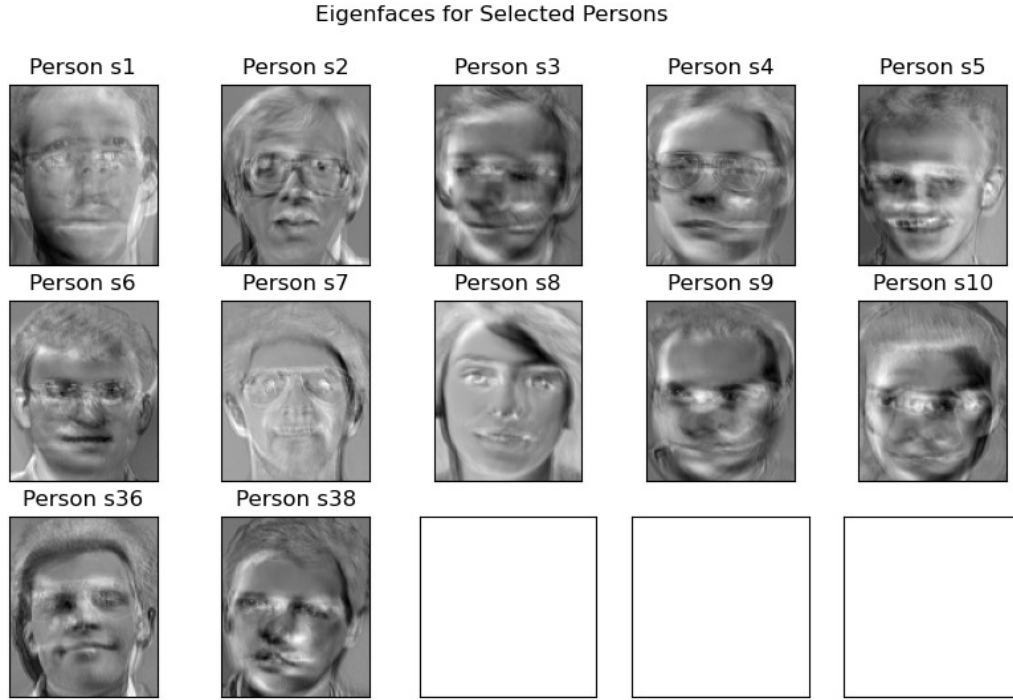 Eigenfaces for Selected Persons
Person s1
Person s2
Person s3
Person s4
Person s5
Person s6
Person s7
Person s8
Person s9
Person s10
Person s36
Person s38